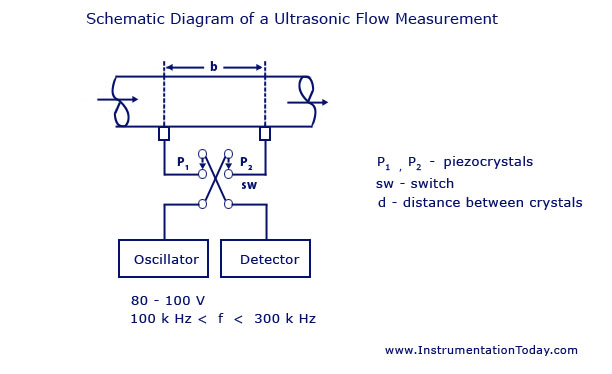 Schematic Diagram of a Ultrasonic Flow Measurement
b
P1 P2
sw
P1 , P2 - piezocrystals
sw - switch
d - distance between crystals
Oscillator Detector
80 - 100 V
100 k Hz < f < 300 k Hz
www.InstrumentationToday.com